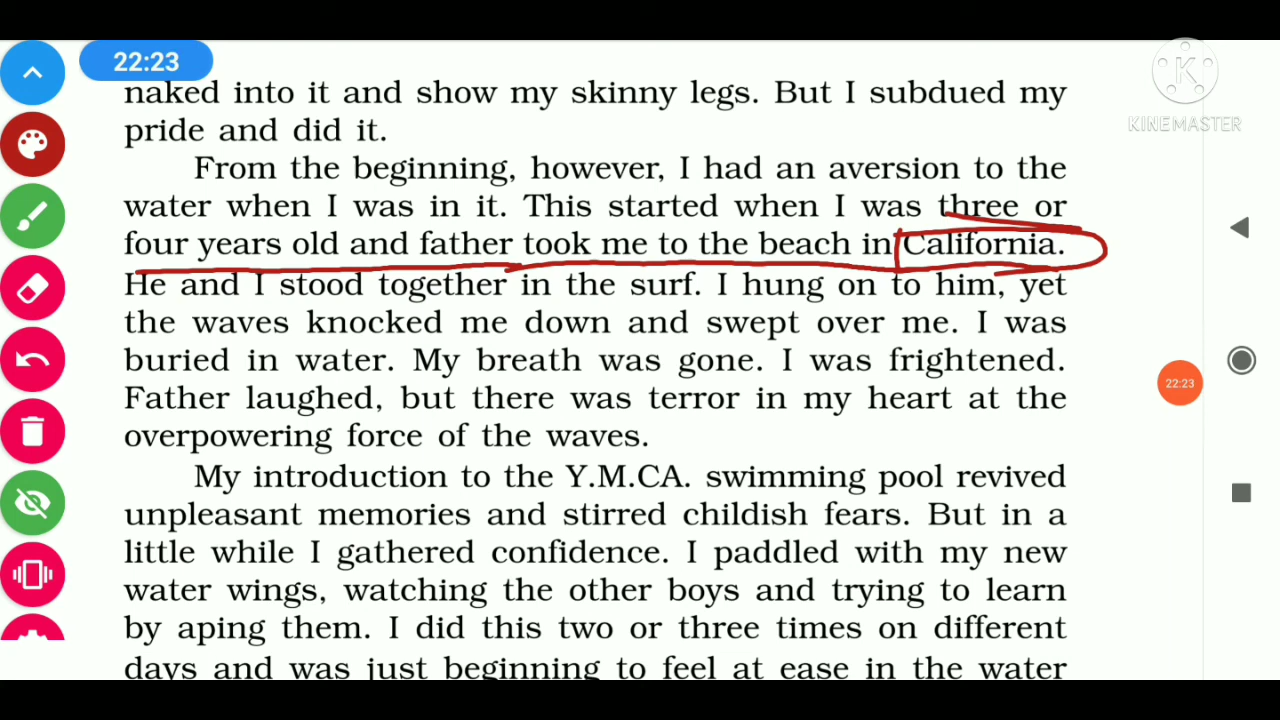 22:23
KINEMASTER
naked into it and show my skinny legs. But I subdued my
pride and did it.
From the beginning, however, I had an aversion to the
water when I was in it. This started when I was three or
four years old and father took me to the beach in California.
He and I stood together in the surf. I hung on to him, yet
the waves knocked me down and swept over me. I was
buried in water. My breath was gone. I was frightened.
Father laughed, but there was terror in my heart at the
overpowering force of the waves.
22:23
My introduction to the Y.M.CA. swimming pool revived
unpleasant memories and stirred childish fears. But in a
little while I gathered confidence. I paddled with my new
water wings, watching the other boys and trying to learn
by aping them. I did this two or three times on different
days and was just beginning to feel at ease in the water